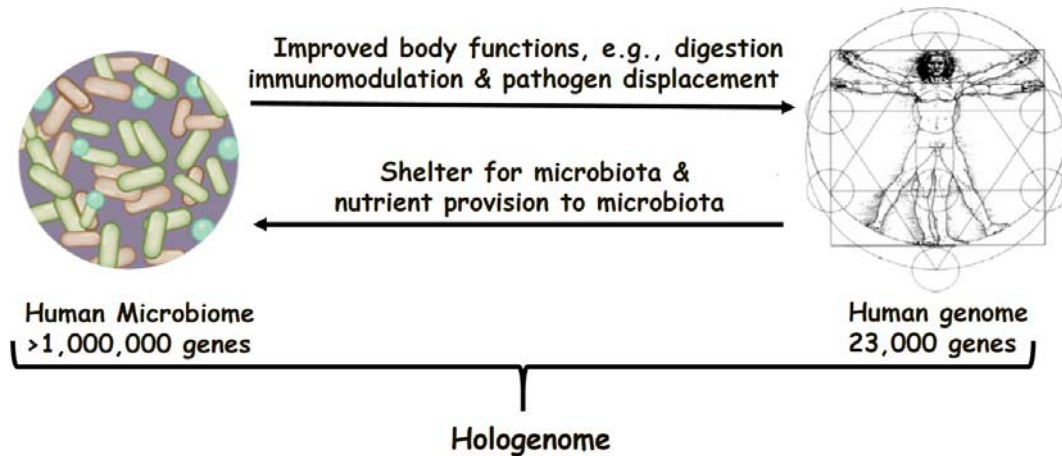 Improved body functions, e.g., digestion
immunomodulation & pathogen displacement
Shelter for microbiota &
nutrient provision to microbiota
Human Microbiome
>1,000,000 genes
Human genome
23,000 genes
Hologenome